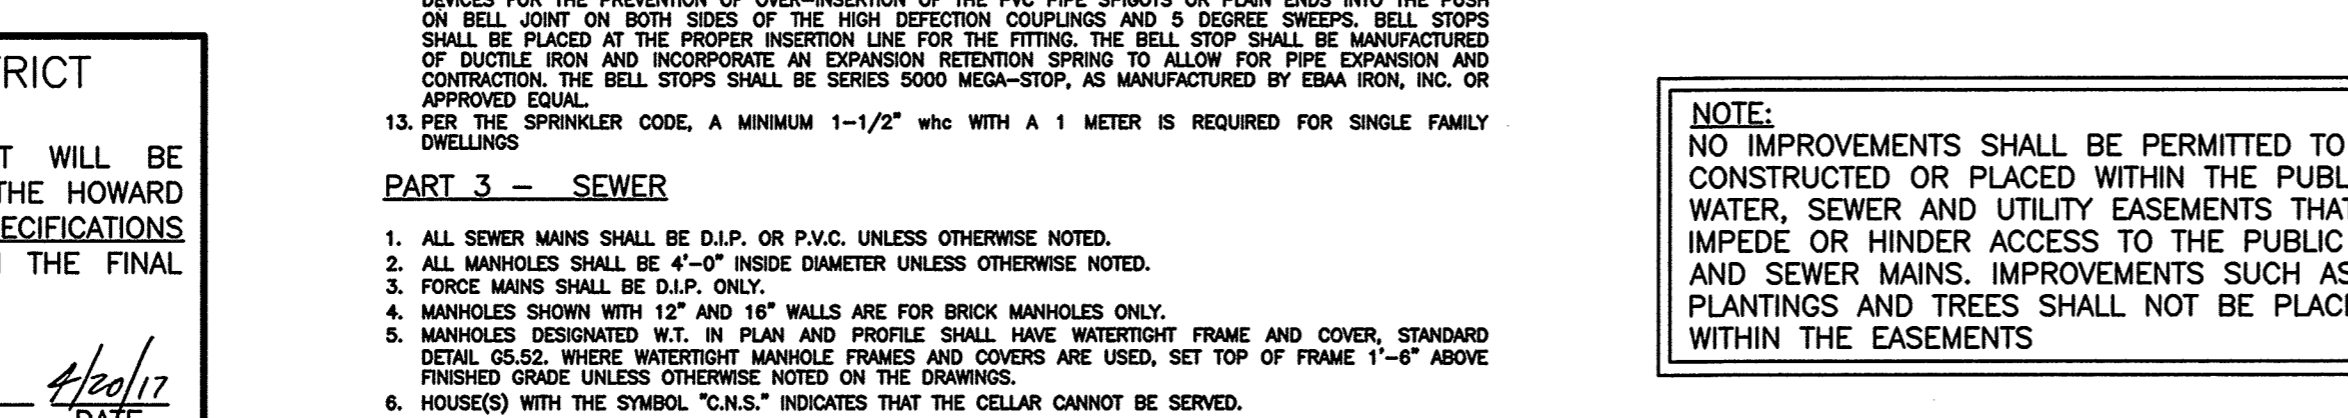 TRICT
T WILL BE
THE HOWARD
ECIFICATIONS
THE FINAL
4/20/17
DATE
DEVICES FOR THE PREVENTION OF OVER-INSERTION OF THE PVC PIPE SPIGOTS OR PLAIN ENDS INTO THE PUSH
ON BELL JOINT ON BOTH SIDES OF THE HIGH DEFECTION COUPLINGS AND 5 DEGREE SWEEPS. BELL STOPS
SHALL BE PLACED AT THE PROPER INSERTION LINE FOR THE FITTING. THE BELL STOP SHALL BE MANUFACTURED
OF DUCTILE IRON AND INCORPORATE AN EXPANSION RETENTION SPRING TO ALLOW FOR PIPE EXPANSION AND
CONTRACTION. THE BELL STOPS SHALL BE SERIES 5000 MEGA-STOP, AS MANUFACTURED BY EBAA IRON, INC. OR
APPROVED EQUAL.
13. PER THE SPRINKLER CODE, A MINIMUM 1-1/2" whc WITH A 1 METER IS REQUIRED FOR SINGLE FAMILY
DWELLINGS
PART 3 - SEWER
1. ALL SEWER MAINS SHALL BE D.I.P. OR P.V.C. UNLESS OTHERWISE NOTED.
2. ALL MANHOLES SHALL BE 4'-0" INSIDE DIAMETER UNLESS OTHERWISE NOTED.
3. FORCE MAINS SHALL BE D.I.P. ONLY.
4. MANHOLES SHOWN WITH 12" AND 16" WALLS ARE FOR BRICK MANHOLES ONLY.
5. MANHOLES DESIGNATED W.T. IN PLAN AND PROFILE SHALL HAVE WATERTIGHT FRAME AND COVER, STANDARD
DETAIL G5.52. WHERE WATERTIGHT MANHOLE FRAMES AND COVERS ARE USED, SET TOP OF FRAME 1'-6" ABOVE
FINISHED GRADE UNLESS OTHERWISE NOTED ON THE DRAWINGS.
6. HOUSE(S) WITH THE SYMBOL "C.N.S." INDICATES THAT THE CELLAR CANNOT BE SERVED.
NOTE:
NO IMPROVEMENTS SHALL BE PERMITTED TO
CONSTRUCTED OR PLACED WITHIN THE PUBL
WATER, SEWER AND UTILITY EASEMENTS THAT
IMPEDE OR HINDER ACCESS TO THE PUBLIC
AND SEWER MAINS. IMPROVEMENTS SUCH AS
PLANTINGS AND TREES SHALL NOT BE PLAC
WITHIN THE EASEMENTS